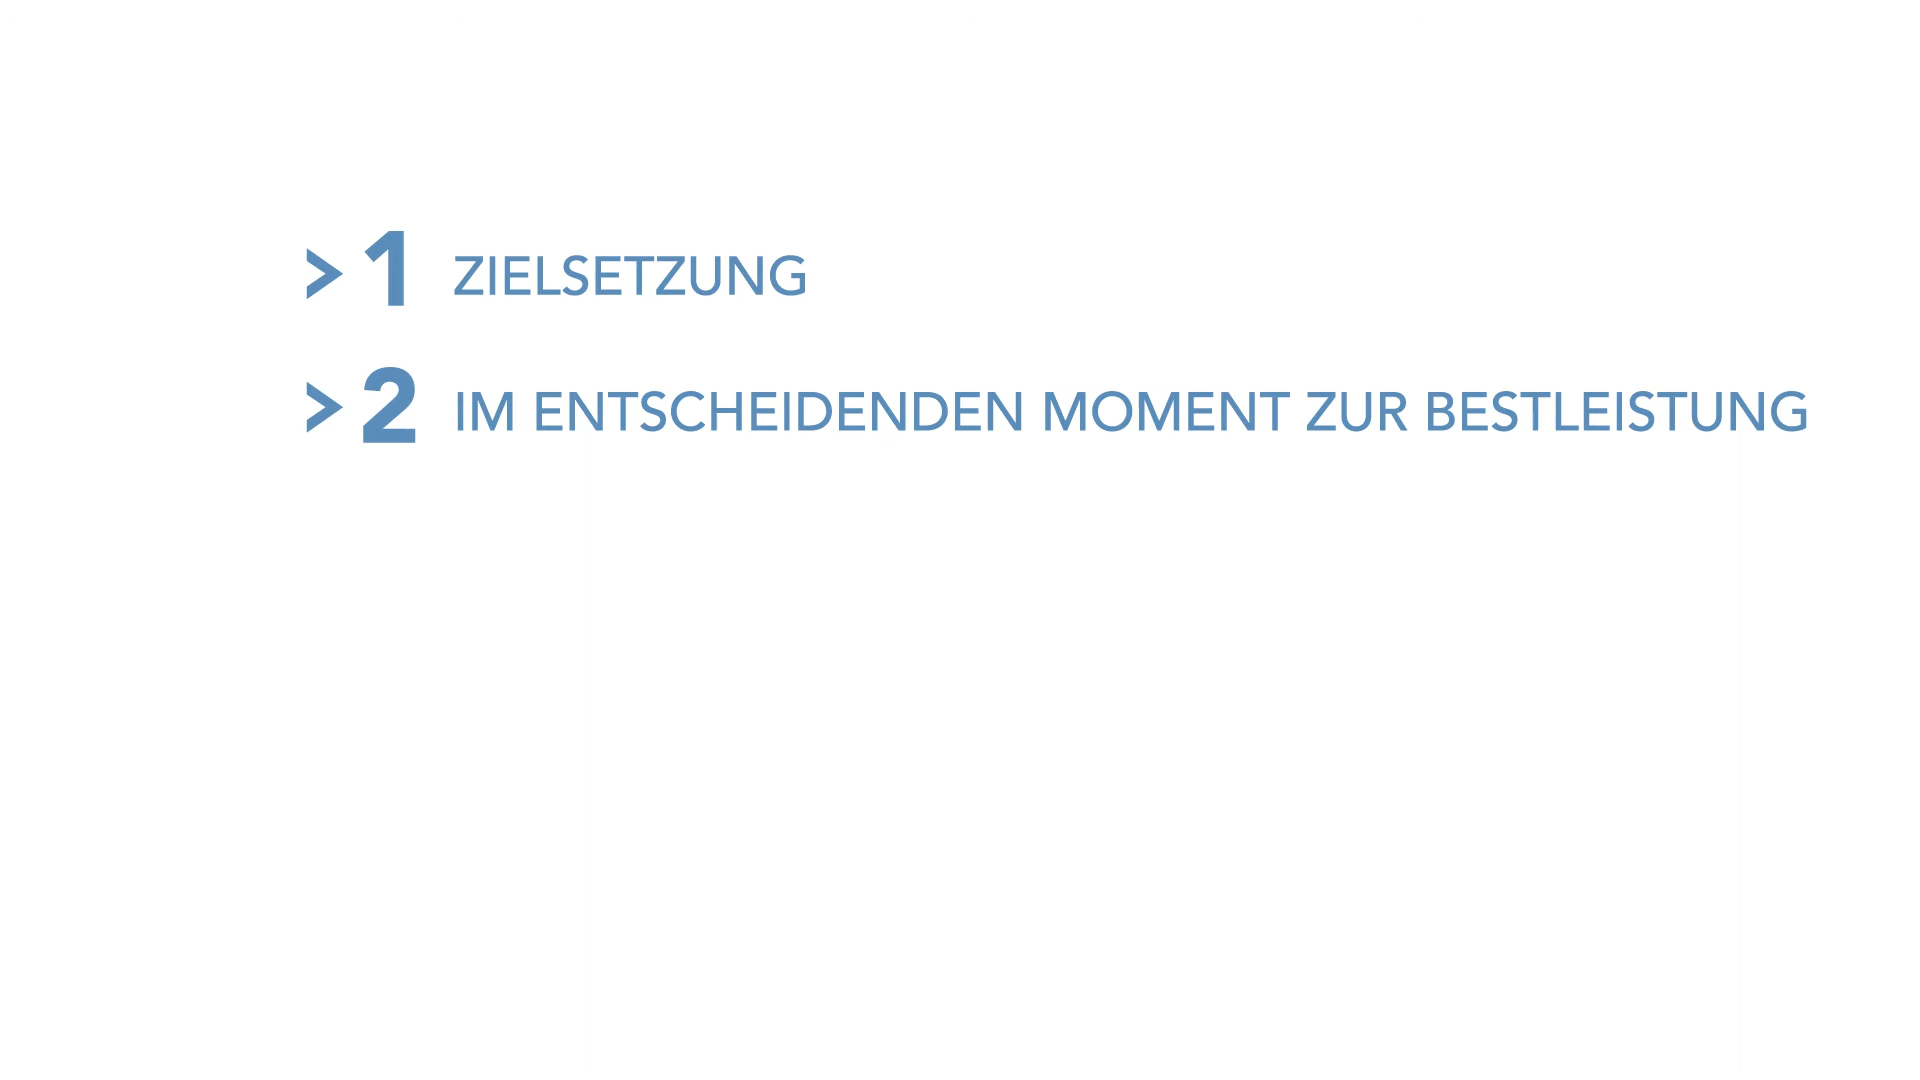 > 1 ZIELSETZUNG
> 2 IM ENTSCHEIDENDEN MOMENT ZUR BESTLEISTUNG